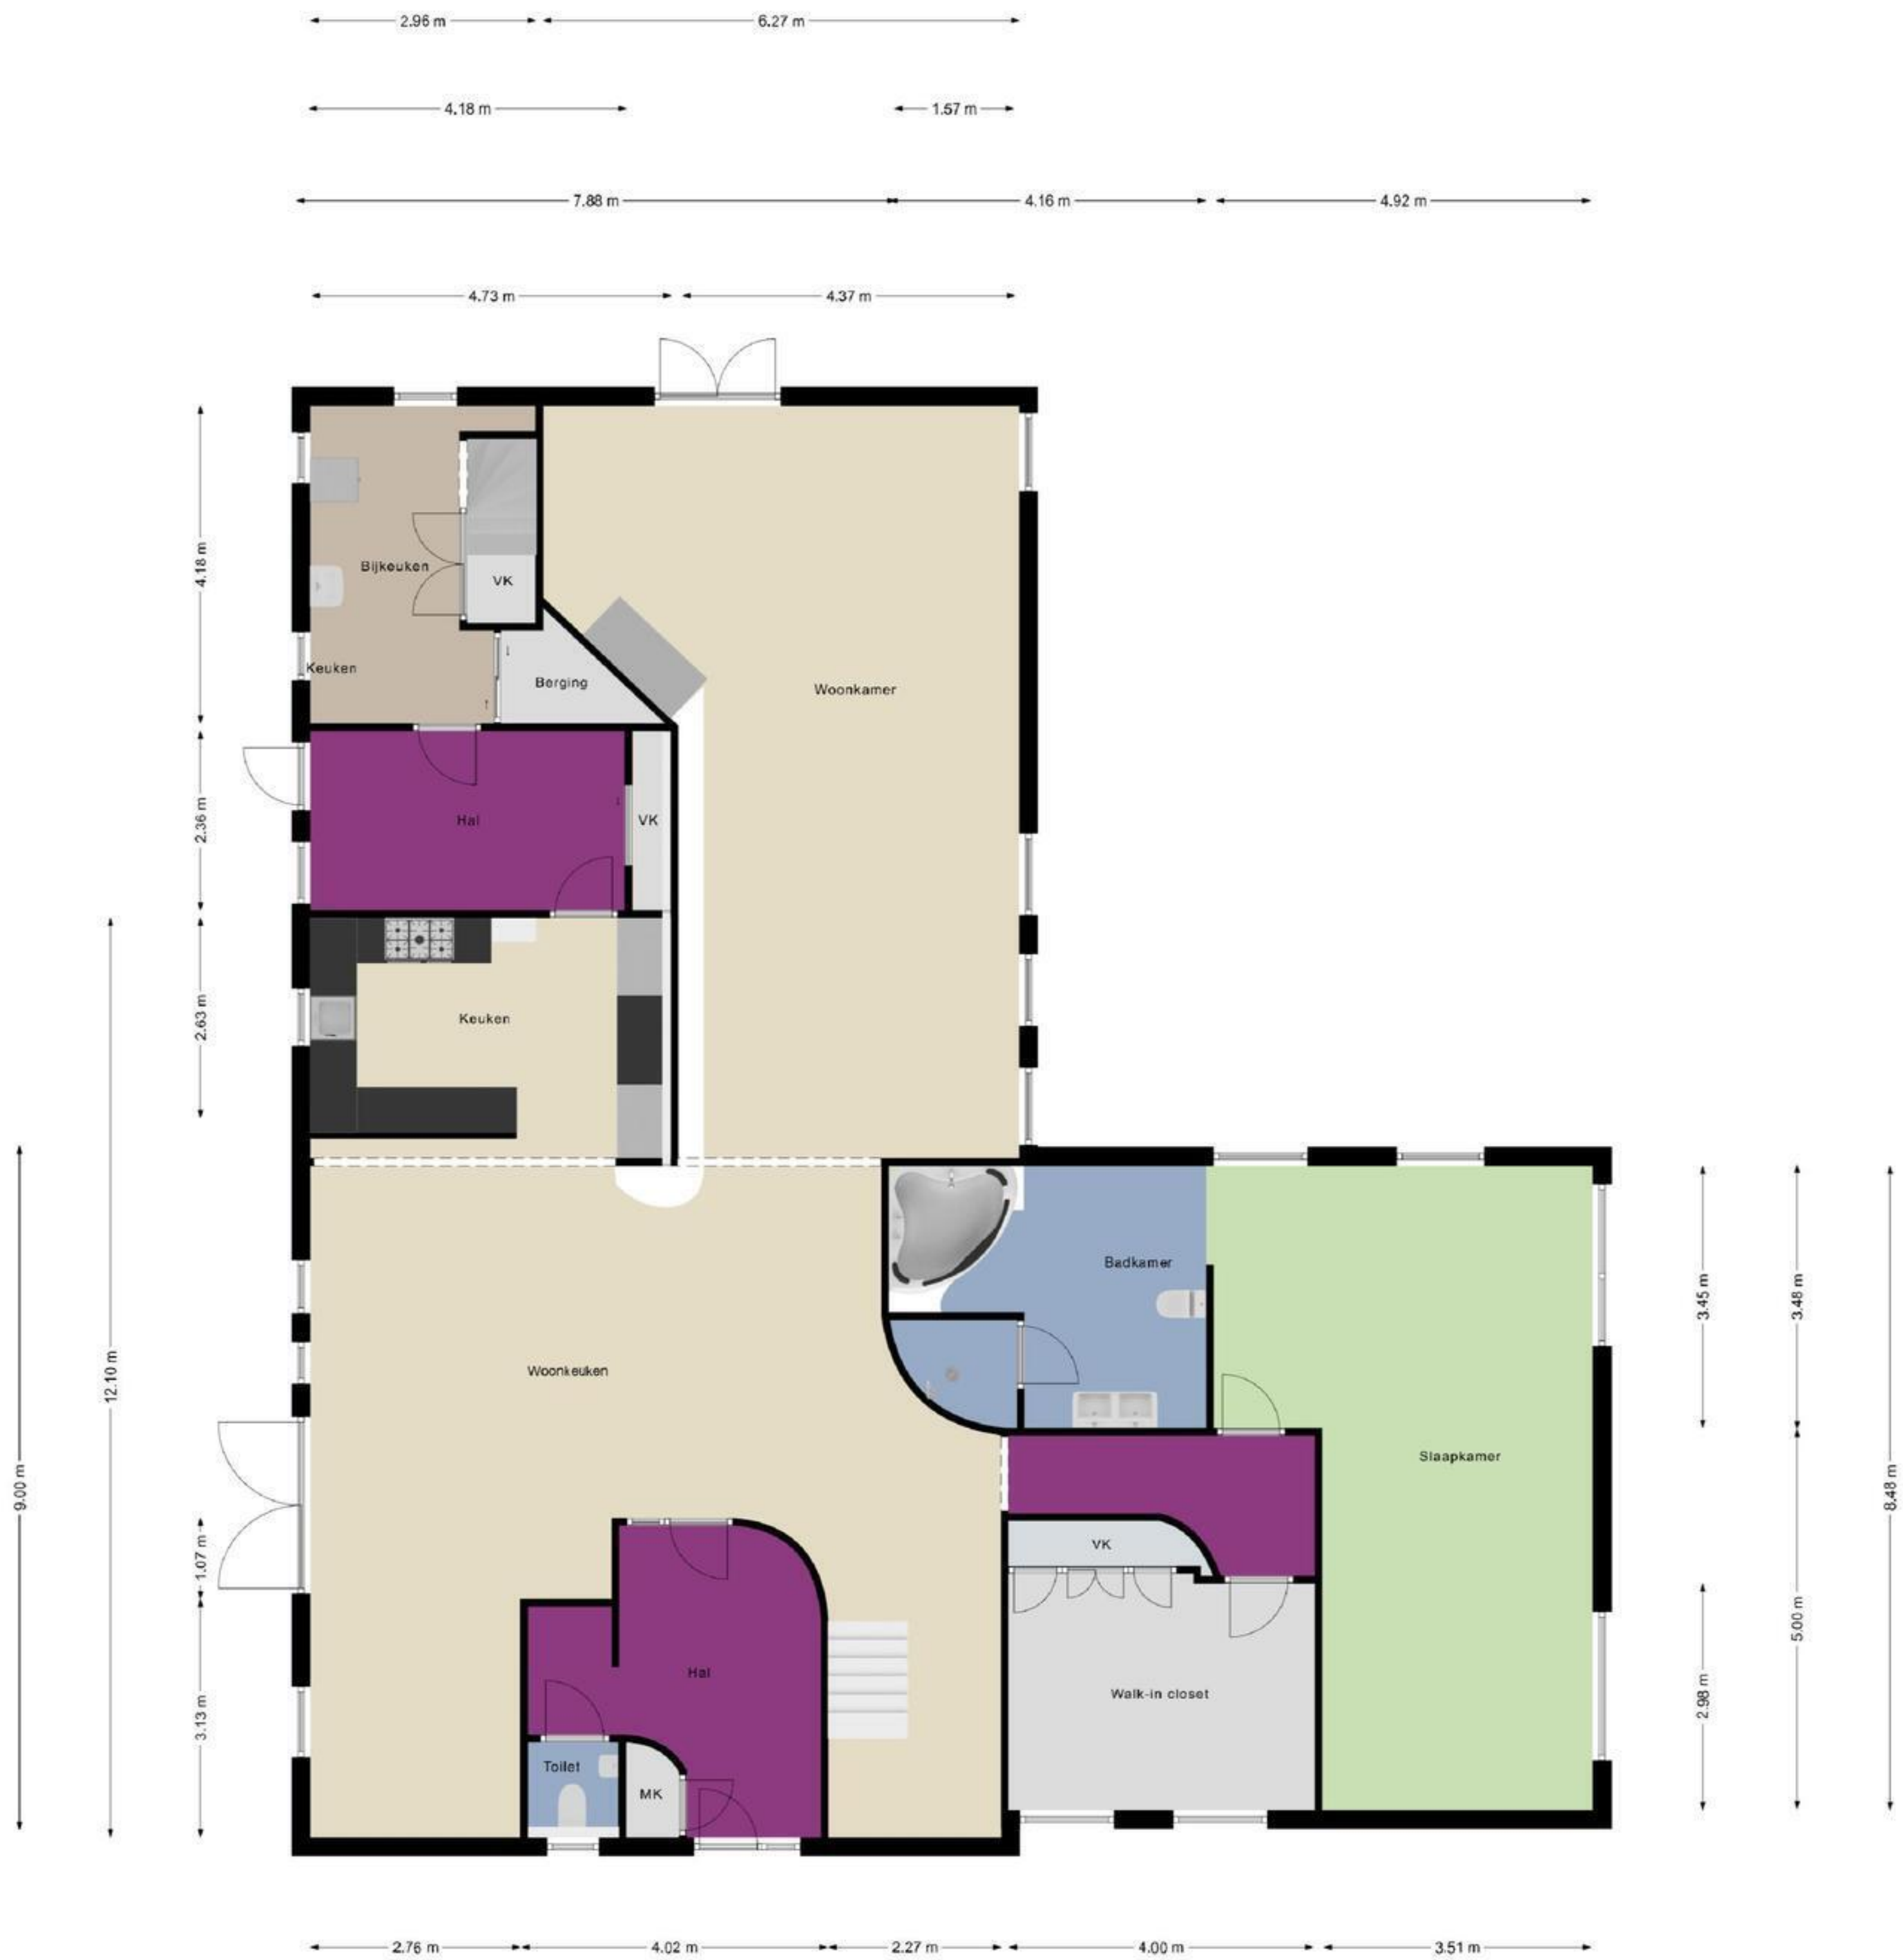 2.96 m 6.27 m
4.18 m 1.57 m
7.88 m 4.16 m 4.92 m
4.73 m 4.37 m
4.18 m
Bijkeuken
VK
Keuken
Berging
Woonkamer
2.36 m
Hal
VK
2.63 m
Keuken
Badkamer
3.45 m
3.48 m
12.10 m
Woonkeuken
Slaapkamer
9.00 m
8.48 m
1.07 m
VK
5.00 m
Hal
Walk-in closet
2.98 m
3.13 m
Toilet
MK
2.76 m 4.02 m 2.27 m 4.00 m 3.51 m